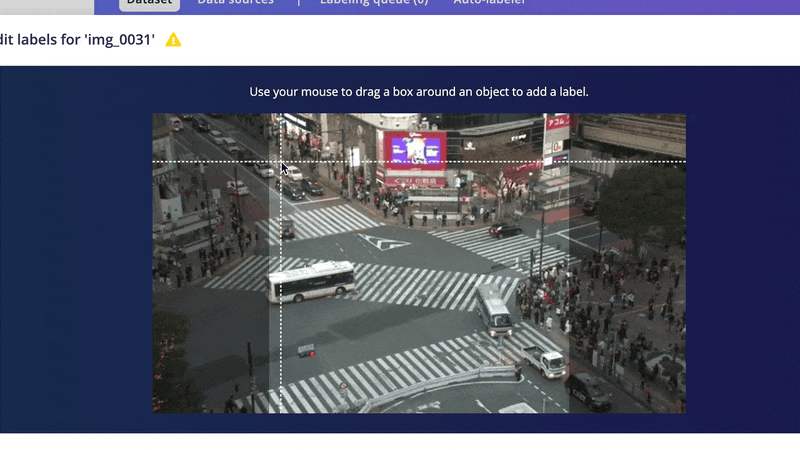 Dataset
Data sources
|
Labeling queue (0)
Auto-labeler
dit labels for 'img_0031'
Use your mouse to drag a box around an object to add a label.